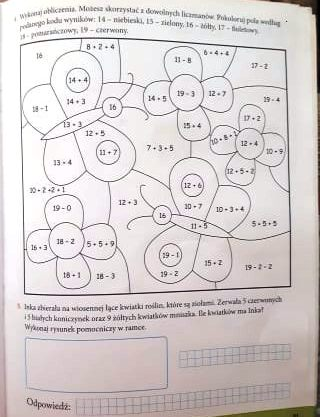 Wykonaj obliczenia. Możesz skorzystać z dowolnych liczmanów. Pokoloruj pola według
podanego kodu wyników: 14 – niebieski, 15 – zielony, 16 – żółty, 17 – fioletowy,
18 – pomarańczowy, 19 – czerwony.
16
8 + 2 + 4
6 + 4 + 4
11 - 8
17 - 2
14 + 4
14 + 3
14 + 5
19 - 3
12 + 7
19 - 4
18 - 1
16
13 + 3
15 + 4
17 + 2
12 + 5
7 + 3 + 5
12 + 4
11 + 7
10 + 9
13 + 4
12 + 5 + 2
12 + 6
10 + 2 + 2 + 1
12 + 3
10 + 7
10 + 3 + 4
19 - 0
16
11 + 5
5 + 5 + 5
16 + 3
18 - 2
5 + 5 + 9
19 - 1
15 + 2
18 + 1
18 - 3
19 - 2
19 - 2 - 2
5. Inka zbierała na wiosennej łące kwiatki roślin, które są ziołami. Zerwała 5 czerwonych
i 5 białych koniczynek oraz 9 żółtych kwiatków mniszka. Ile kwiatków ma Inka?
Wykonaj rysunek pomocniczy w ramce.
Odpowiedź: